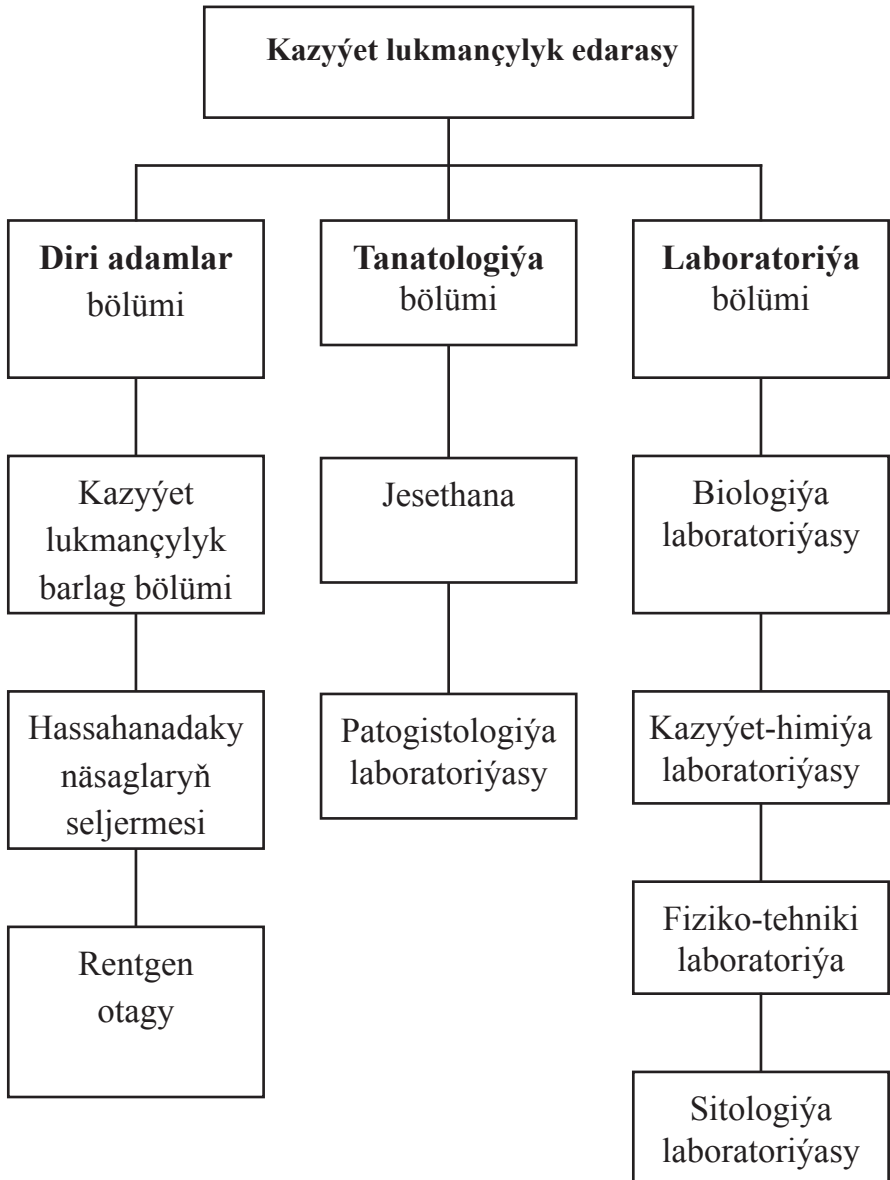 Kazyýet lukmançylyk edarasy
Diri adamlar
bölümi
Tanatologiýa
bölümi
Laboratoriýa
bölümi
Kazyýet
lukmançylyk
barlag bölümi
Jesethana
Biologiýa
laboratoriýasy
Hassahanadaky
näsaglaryň
seljermesi
Patogistologiýa
laboratoriýasy
Kazyýet-himiýa
laboratoriýasy
Rentgen
otagy
Fiziko-tehniki
laboratoriýa
Sitologiýa
laboratoriýasy